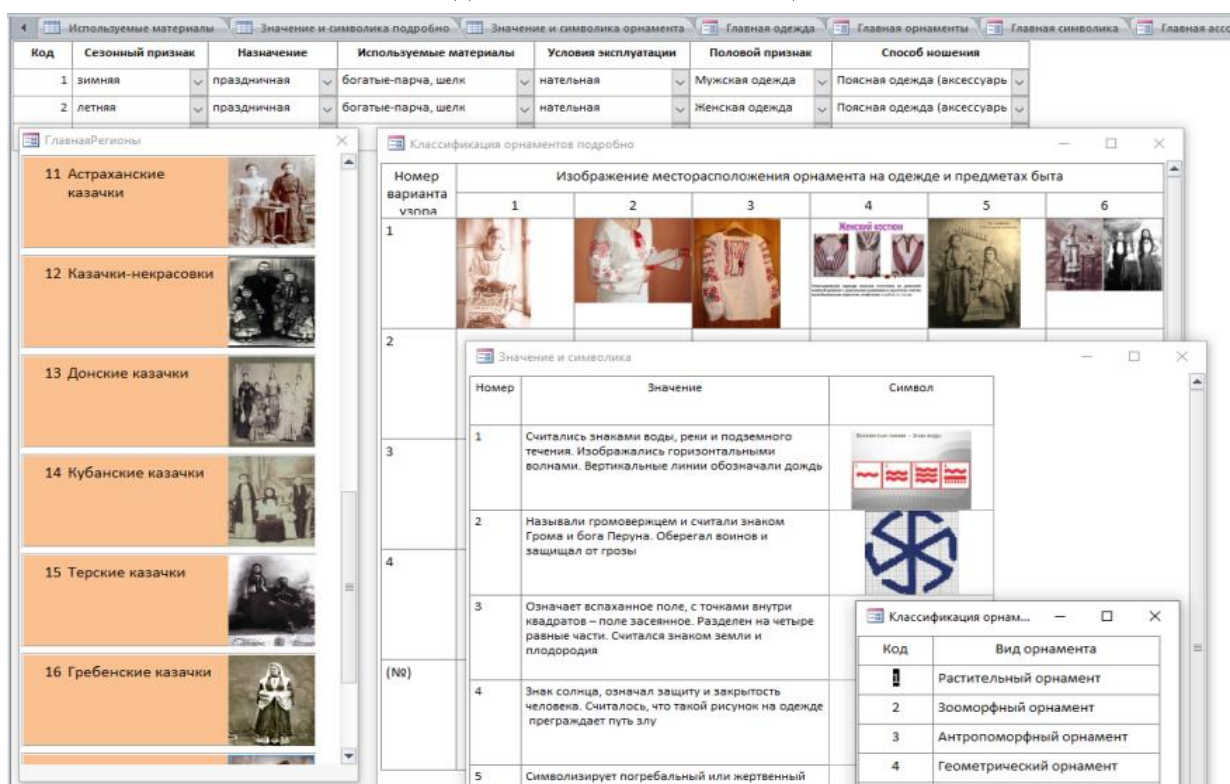 Используемые материалы
Значение и символика подробно
Значение и символика орнамента
Главная одежда
Главная орнаменты
Главная символика
Главная ассо
Код Сезонный признак Назначение Используемые материалы Условия эксплуатации Половой признак Способ ношения
1 зимняя праздничная богатые-парча, шелк нательная Мужская одежда Поясная одежда (аксессуарь
2 летняя праздничная богатые-парча, шелк нательная Женская одежда Поясная одежда (аксессуарь
ГлавнаяРегионы
11 Астраханские
казачки
12 Казачки-некрасовки
13 Донские казачки
14 Кубанские казачки
15 Терские казачки
16 Гребенские казачки
Классификация орнаментов подробно
Номер
варианта
узора
Изображение месторасположения орнамента на одежде и предметах быта
1 2 3 4 5 6
1
Женский костюм
2
3
4
(№)
Значение и символика
Номер Значение Символ
1 Считались знаками воды, реки и подземного
течения. Изображались горизонтальными
волнами. Вертикальные линии обозначали дождь
2 Называли громовержцем и считали знаком
Грома и бога Перуна. Оберегал воинов и
защищал от грозы
3 Означает вспаханное поле, с точками внутри
квадратов – поле засеянное. Разделен на четыре
равные части. Считался знаком земли и
плодородия
4 Знак солнца, означал защиту и закрытость
человека. Считалось, что такой рисунок на одежде
преграждает путь злу
5 Символизирует погребальный или жертвенный
Классификация орнам...
Код Вид орнамента
1 Растительный орнамент
2 Зооморфный орнамент
3 Антропоморфный орнамент
4 Геометрический орнамент